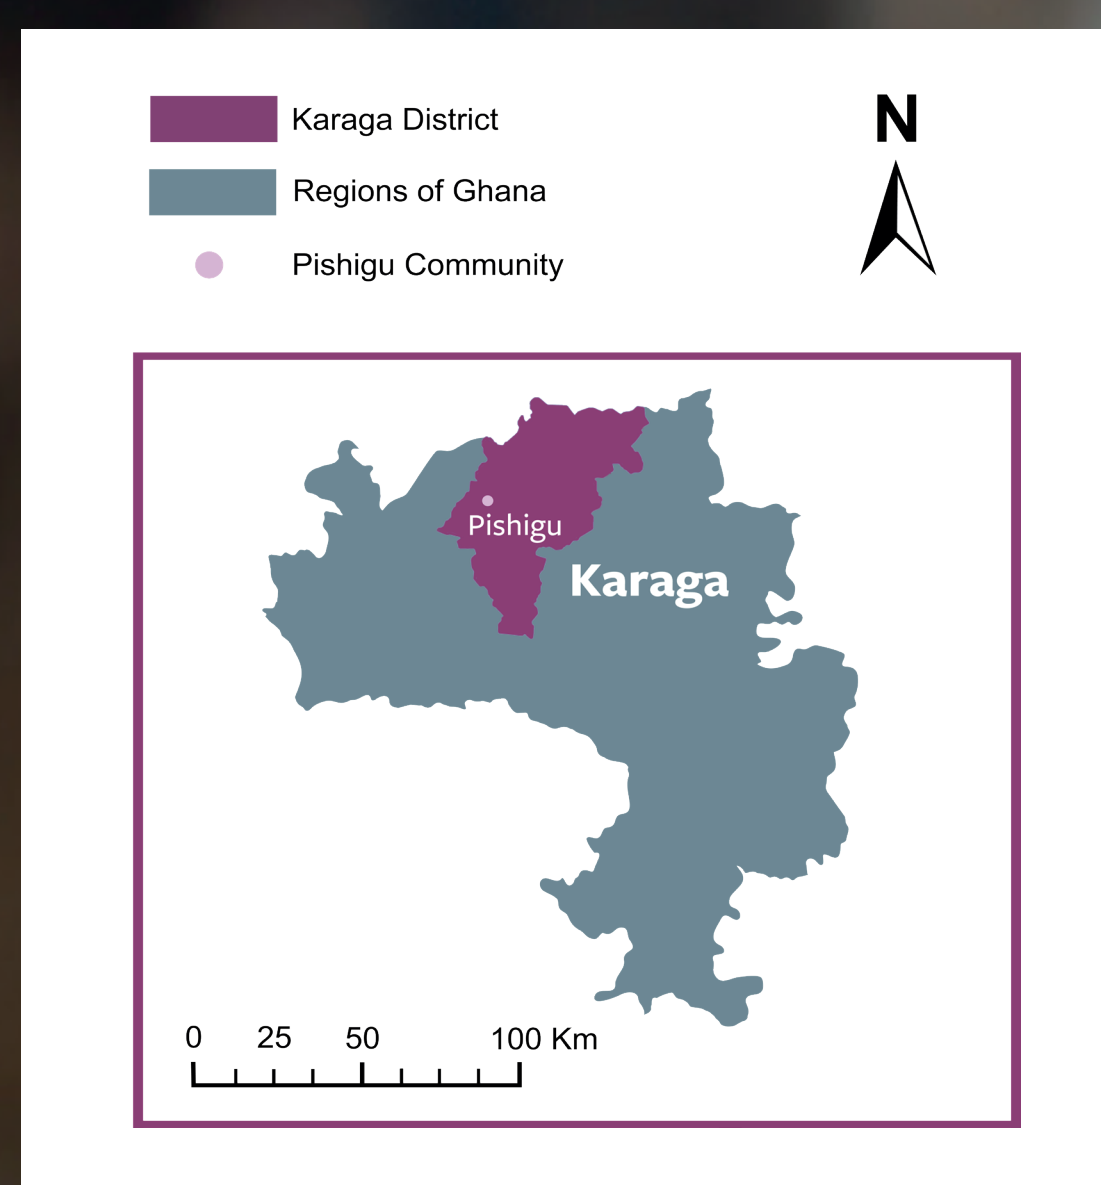 Karaga District
N
Regions of Ghana
Pishigu Community
Pishigu
Karaga
0 25 50 100 Km